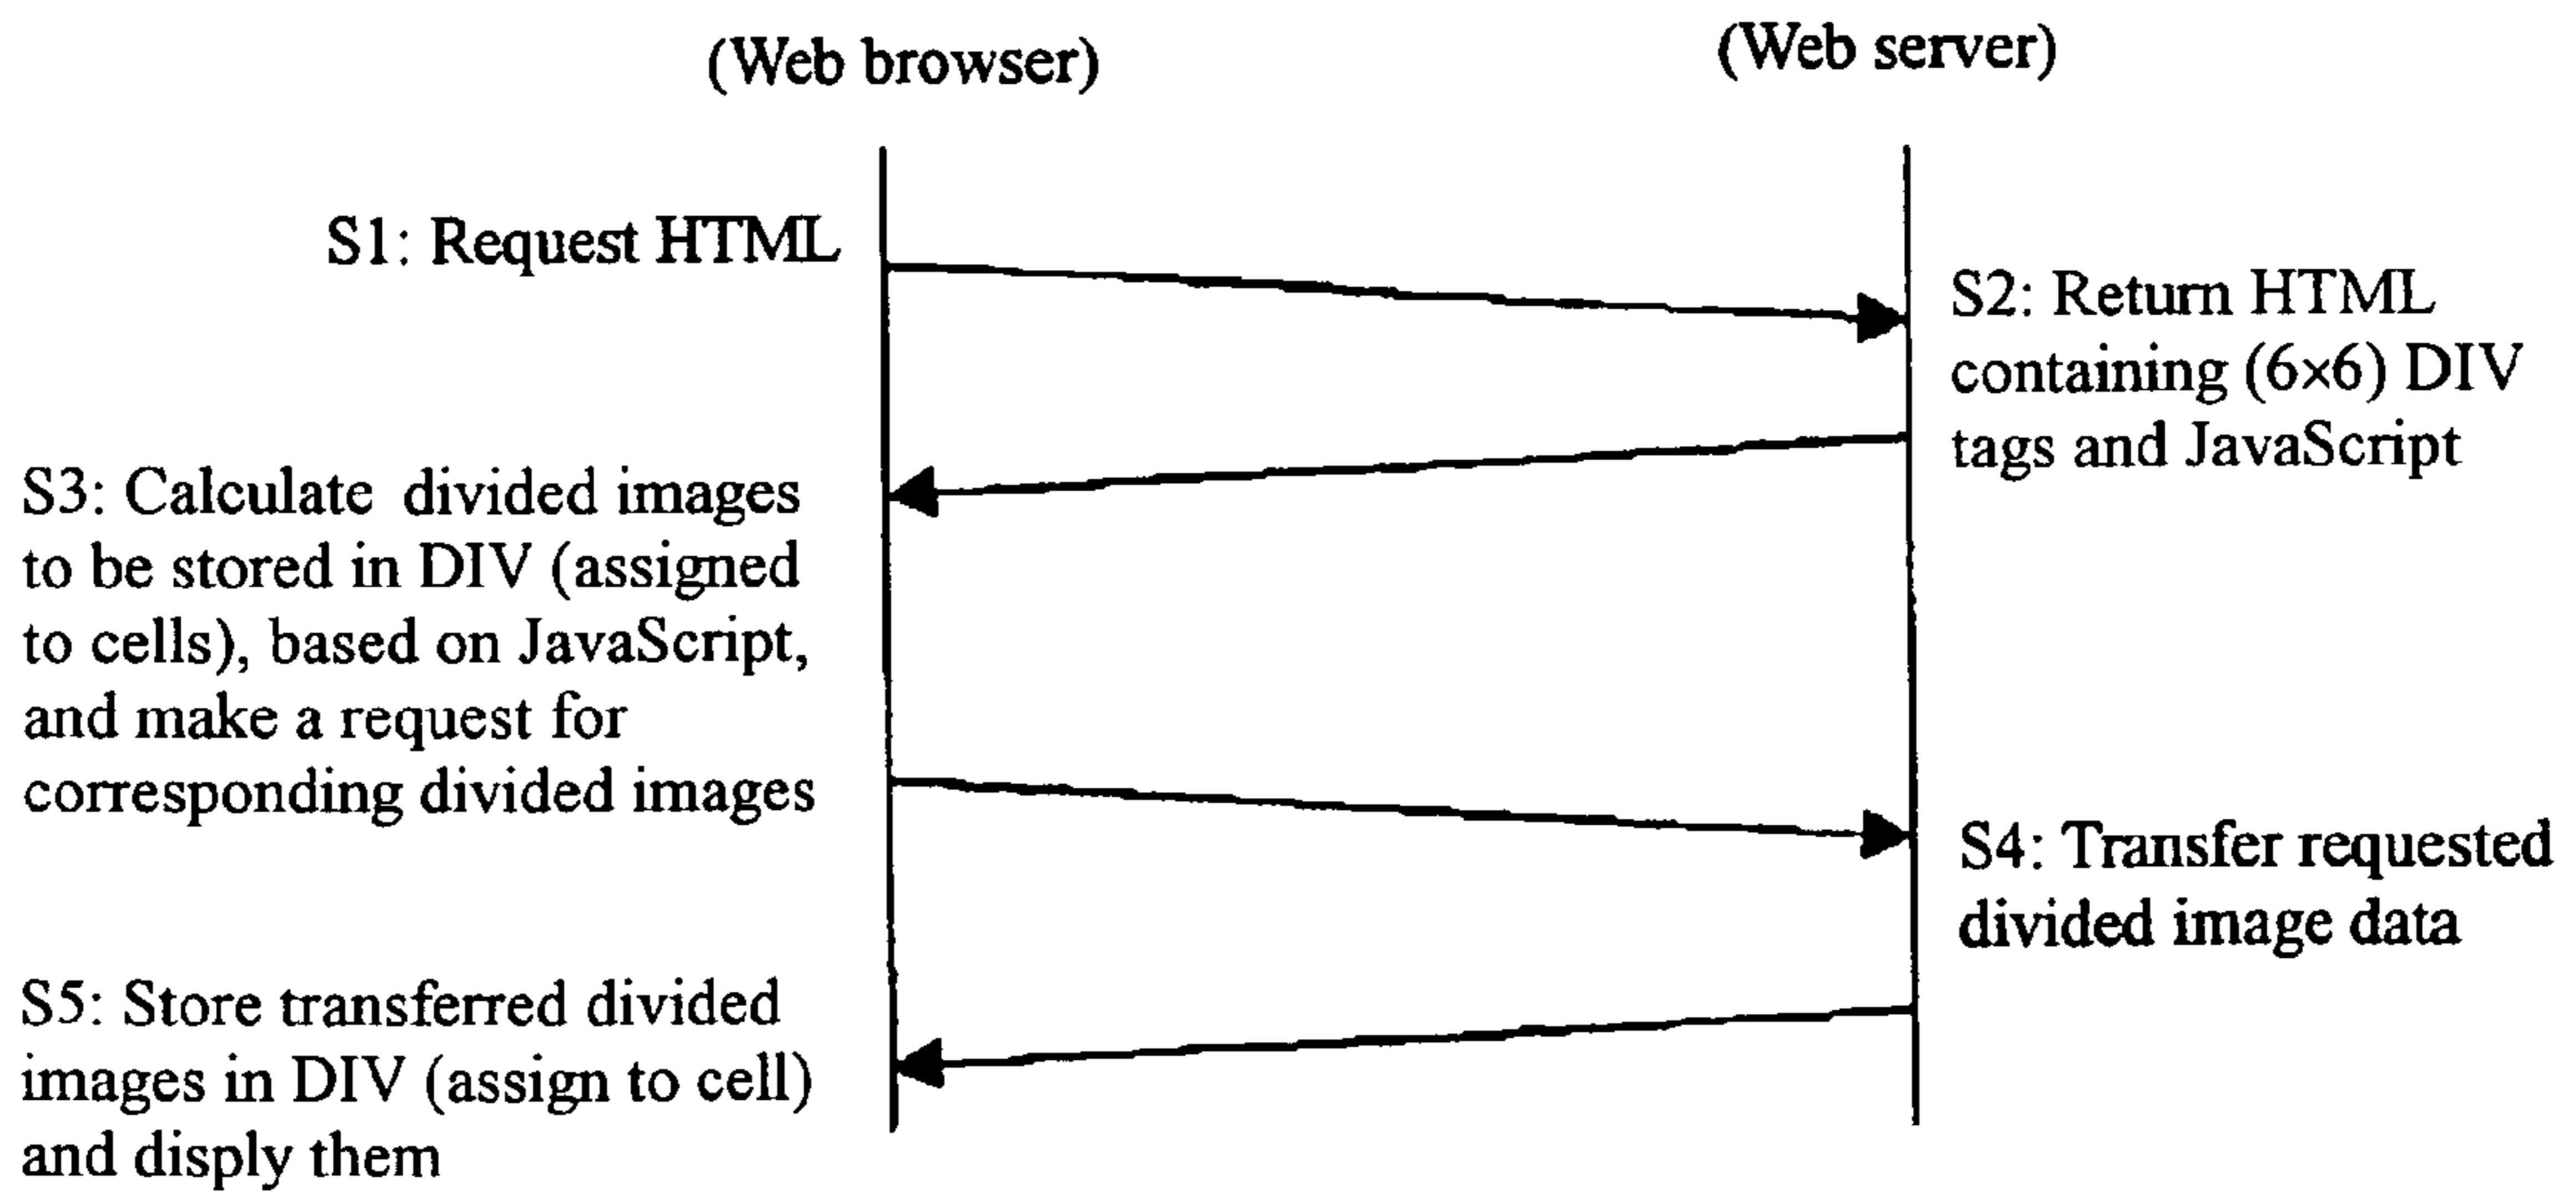 (Web browser)
(Web server)
S1: Request HTML
S2: Return HTML
containing (6×6) DIV
tags and JavaScript
S3: Calculate divided images
to be stored in DIV (assigned
to cells), based on JavaScript,
and make a request for
corresponding divided images
S4: Transfer requested
divided image data
S5: Store transferred divided
images in DIV (assign to cell)
and disply them